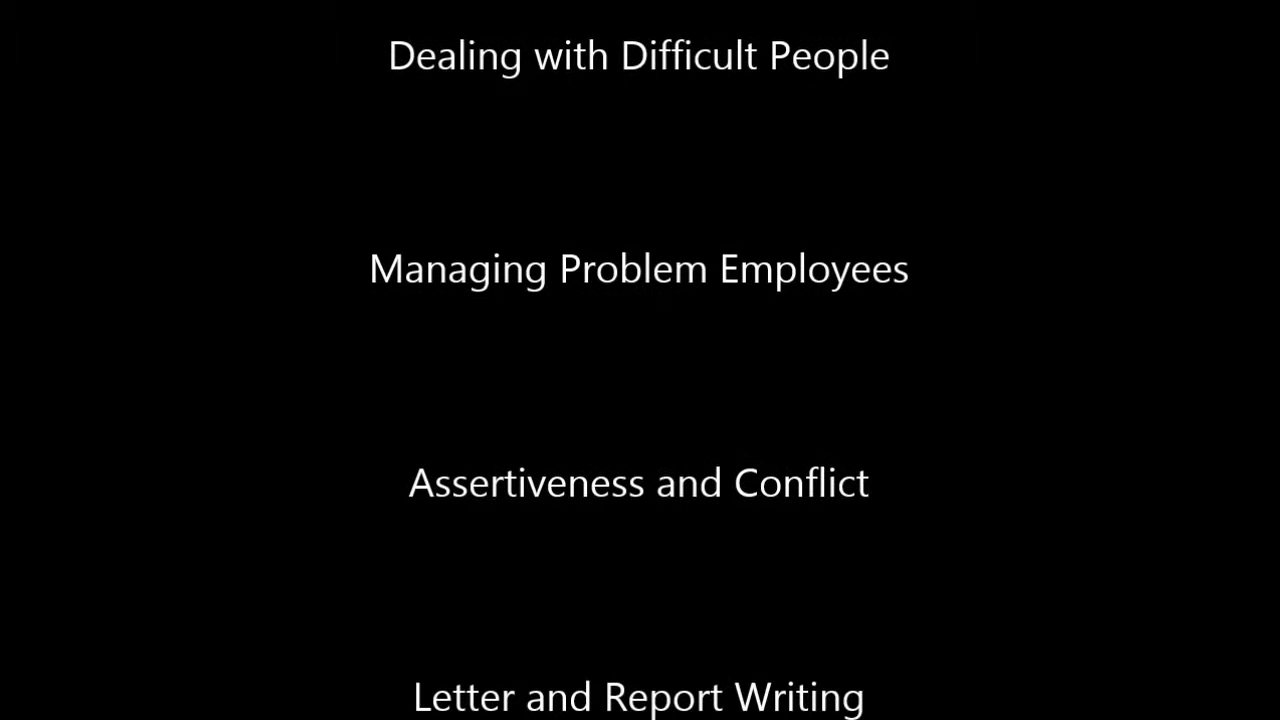 Dealing with Difficult People
Managing Problem Employees
Assertiveness and Conflict
Letter and Report Writing